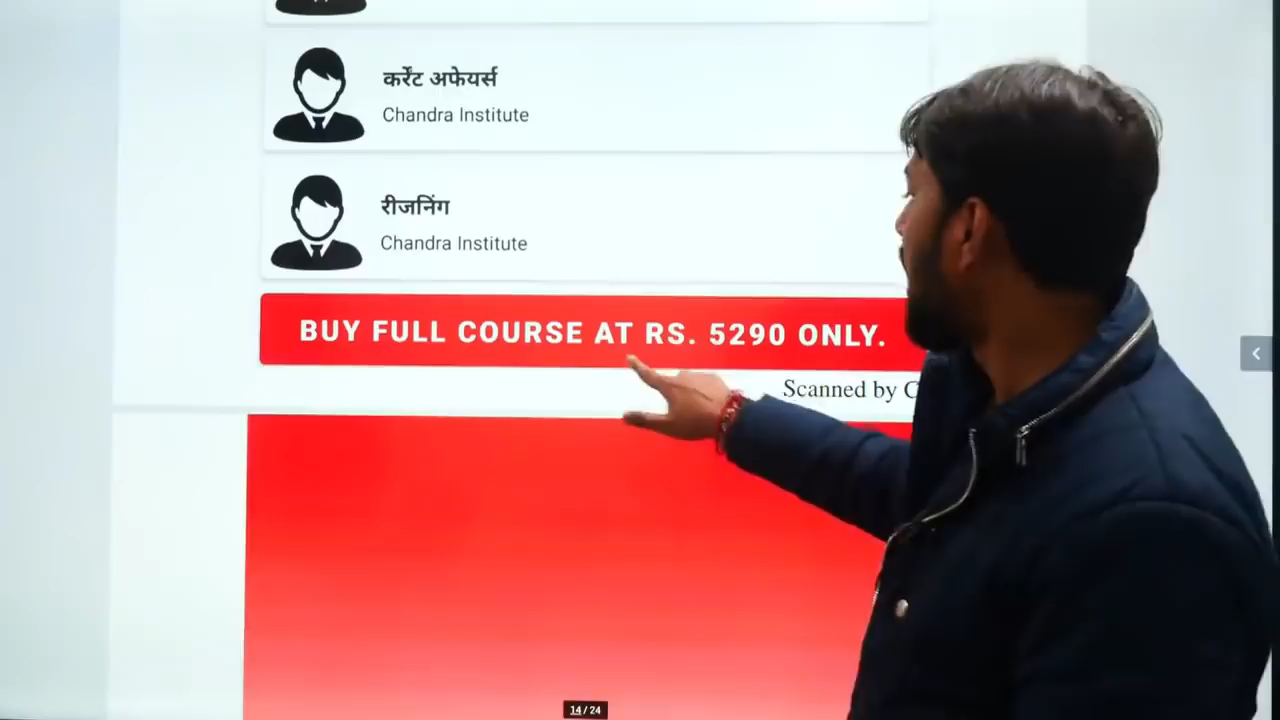 करेंट अफेयर्स
Chandra Institute
रीजनिंग
Chandra Institute
BUY FULL COURSE AT RS. 5290 ONLY.
Scanned by
14 / 24